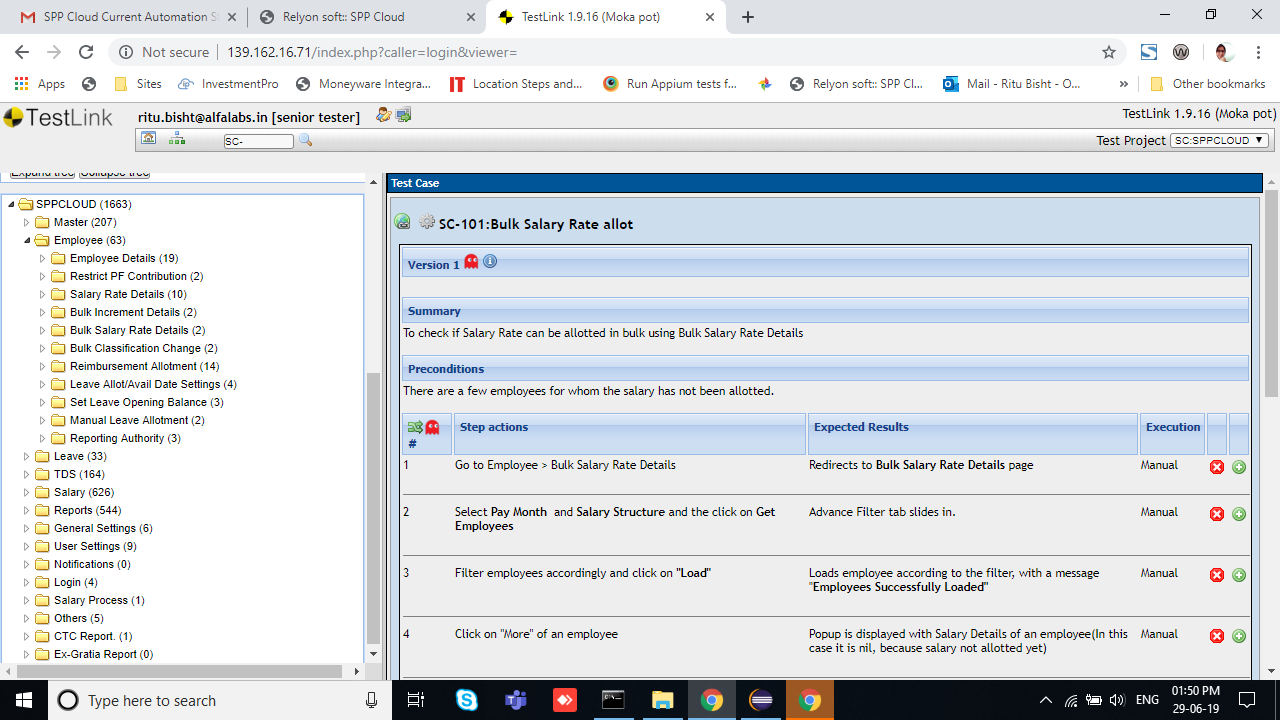 SPP Cloud Current Automation S
Relyon soft:: SPP Cloud
TestLink 1.9.16 (Moka pot)
Not secure
139.162.16.71/index.php?caller=login&viewer=
Apps
Sites
InvestmentPro
Moneyware Integra...
Location Steps and...
Run Appium tests f...
Relyon soft:: SPP Cl...
Mail - Ritu Bisht - O...
»
Other bookmarks
TestLink
ritu.bisht@alfalabs.in [senior tester]
TestLink 1.9.16 (Moka pot)
SC-
Test Project
SC:SPPCLOUD
Expand tree
Collapse tree
SPPCLOUD (1663)
Master (207)
Employee (63)
Employee Details (19)
Restrict PF Contribution (2)
Salary Rate Details (10)
Bulk Increment Details (2)
Bulk Salary Rate Details (2)
Bulk Classification Change (2)
Reimbursement Allotment (14)
Leave Allot/Avail Date Settings (4)
Set Leave Opening Balance (3)
Manual Leave Allotment (2)
Reporting Authority (3)
Leave (33)
TDS (164)
Salary (626)
Reports (544)
General Settings (6)
User Settings (9)
Notifications (0)
Login (4)
Salary Process (1)
Others (5)
CTC Report. (1)
Ex-Gratia Report (0)
Test Case
SC-101:Bulk Salary Rate allot
Version 1
Summary
To check if Salary Rate can be allotted in bulk using Bulk Salary Rate Details
Preconditions
There are a few employees for whom the salary has not been allotted.
#
Step actions
Expected Results
Execution
1
Go to Employee > Bulk Salary Rate Details
Redirects to Bulk Salary Rate Details page
Manual
2
Select Pay Month and Salary Structure and the click on Get
Employees
Advance Filter tab slides in.
Manual
3
Filter employees accordingly and click on "Load"
Loads employee according to the filter, with a message
"Employees Successfully Loaded"
Manual
4
Click on "More" of an employee
Popup is displayed with Salary Details of an employee(In this
case it is nil, because salary not allotted yet)
Manual
Type here to search
ENG
01:50 PM
29-06-19